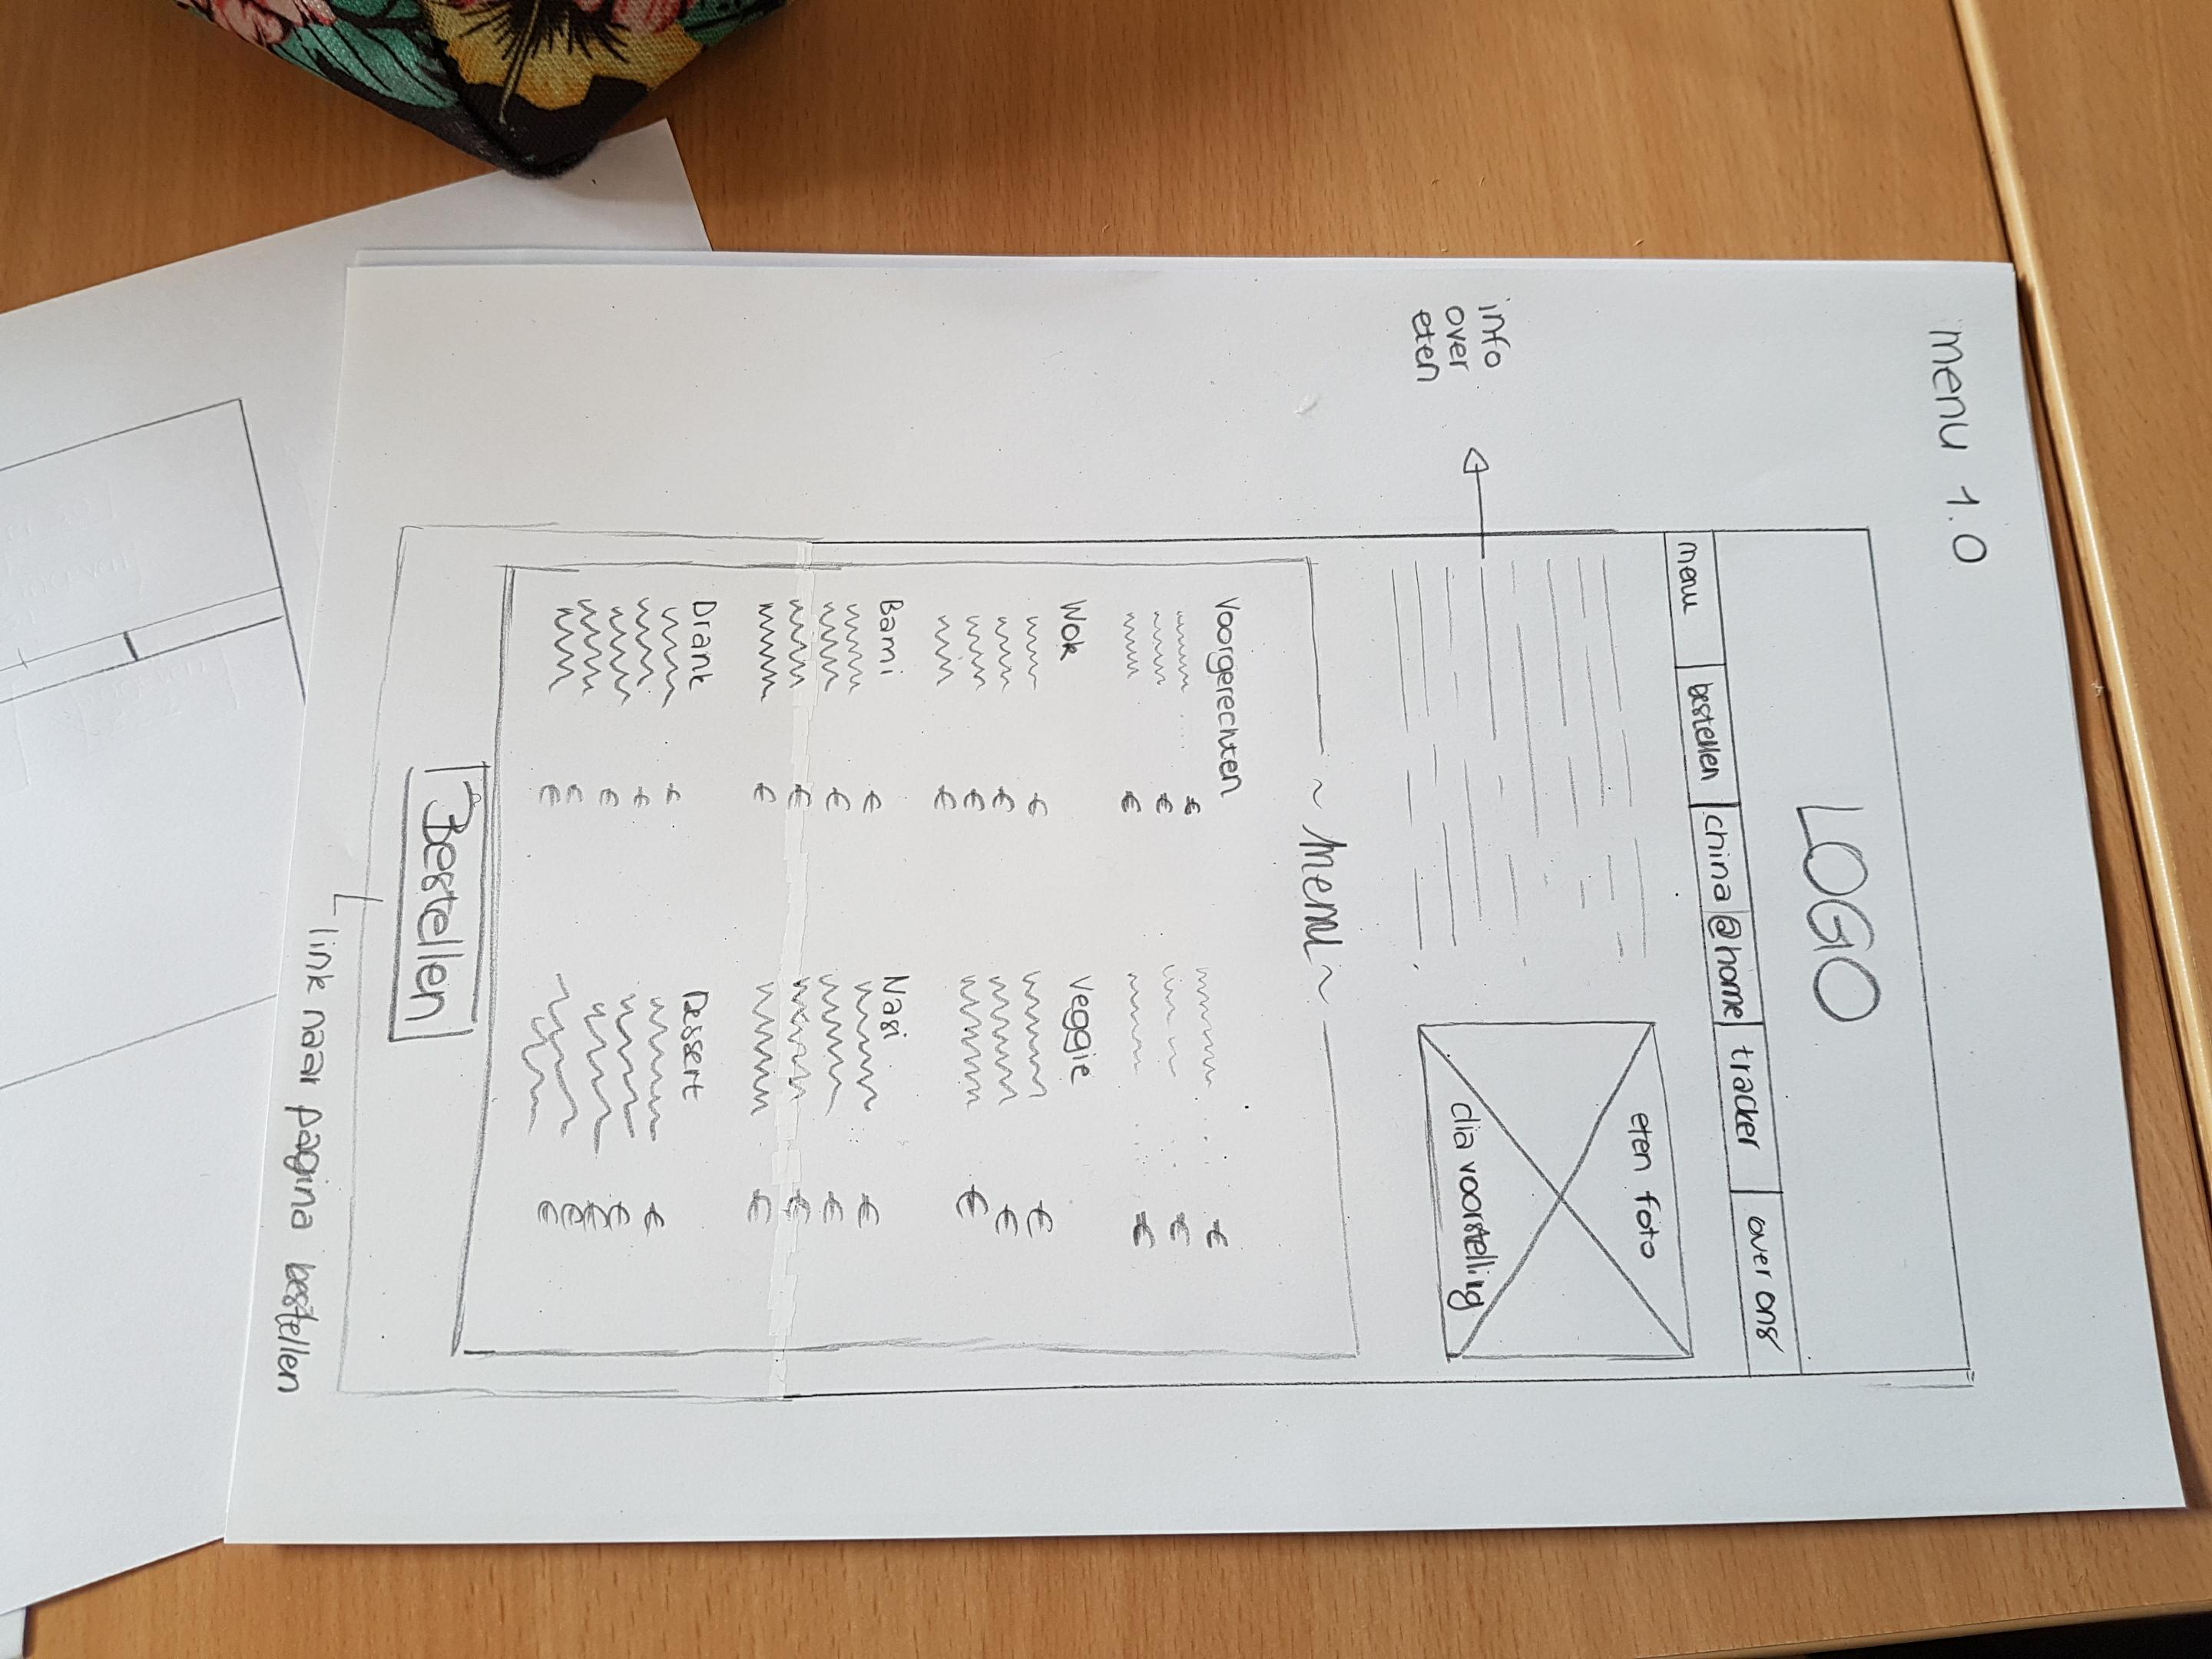 menu 1.0
LOGO
menu bestellen china@home tracker over ons
info
over
eten
eten foto
dia voorstelling
~ Menu ~
Voorgerechten
€ €
€ €
€ €
Wok Veggie
€ €
€ €
€ €
€
Bami Nasi
€ €
€ €
€ €
€ €
Drank Dessert
€ €
€ €
€ €
€ €
€ €
Bestellen
link naar pagina bestellen